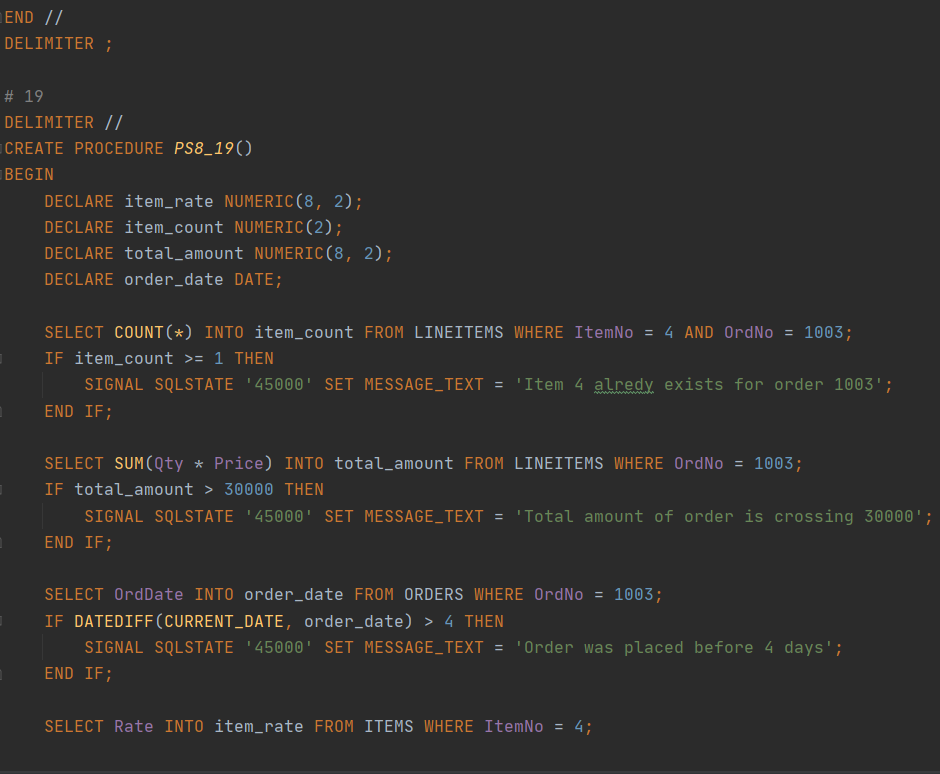 END //
DELIMITER ;
# 19
DELIMITER //
CREATE PROCEDURE PS8_19()
BEGIN
DECLARE item_rate NUMERIC(8, 2);
DECLARE item_count NUMERIC(2);
DECLARE total_amount NUMERIC(8, 2);
DECLARE order_date DATE;
SELECT COUNT(*) INTO item_count FROM LINEITEMS WHERE ItemNo = 4 AND OrdNo = 1003;
IF item_count >= 1 THEN
SIGNAL SQLSTATE '45000' SET MESSAGE_TEXT = 'Item 4 alredy exists for order 1003';
END IF;
SELECT SUM(Qty * Price) INTO total_amount FROM LINEITEMS WHERE OrdNo = 1003;
IF total_amount > 30000 THEN
SIGNAL SQLSTATE '45000' SET MESSAGE_TEXT = 'Total amount of order is crossing 30000';
END IF;
SELECT OrdDate INTO order_date FROM ORDERS WHERE OrdNo = 1003;
IF DATEDIFF(CURRENT_DATE, order_date) > 4 THEN
SIGNAL SQLSTATE '45000' SET MESSAGE_TEXT = 'Order was placed before 4 days';
END IF;
SELECT Rate INTO item_rate FROM ITEMS WHERE ItemNo = 4;